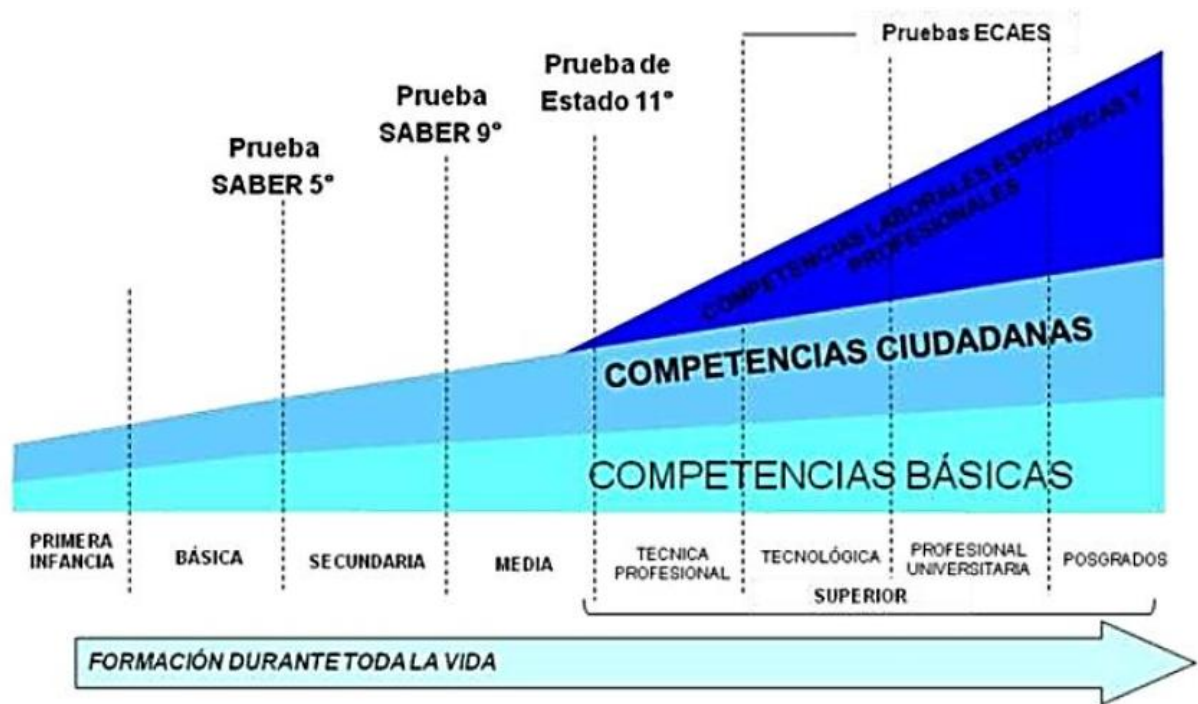 Pruebas ECAES
Prueba de
Estado 11°
Prueba
SABER 9°
Prueba
SABER 5°
COMPETENCIAS LABORALES ESPECIFICAS Y
PROFESIONALES
COMPETENCIAS CIUDADANAS
COMPETENCIAS BÁSICAS
PRIMERA
INFANCIA
BÁSICA
SECUNDARIA
MEDIA
TECNICA
PROFESIONAL
TECNOLÓGICA
PROFESIONAL
UNIVERSITARIA
POSGRADOS
SUPERIOR
FORMACIÓN DURANTE TODA LA VIDA